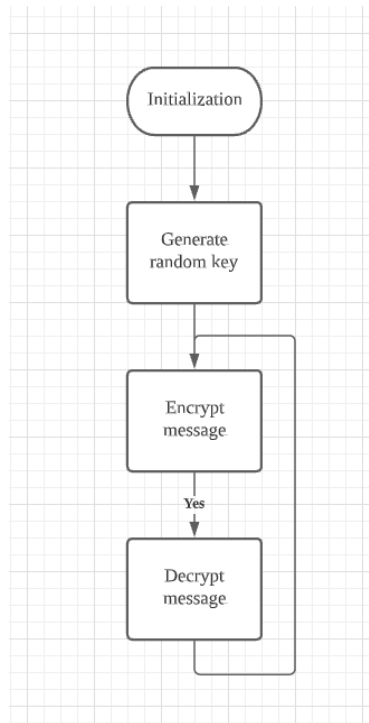 Initialization
Generate
random key
Encrypt
message
Yes
Decrypt
message